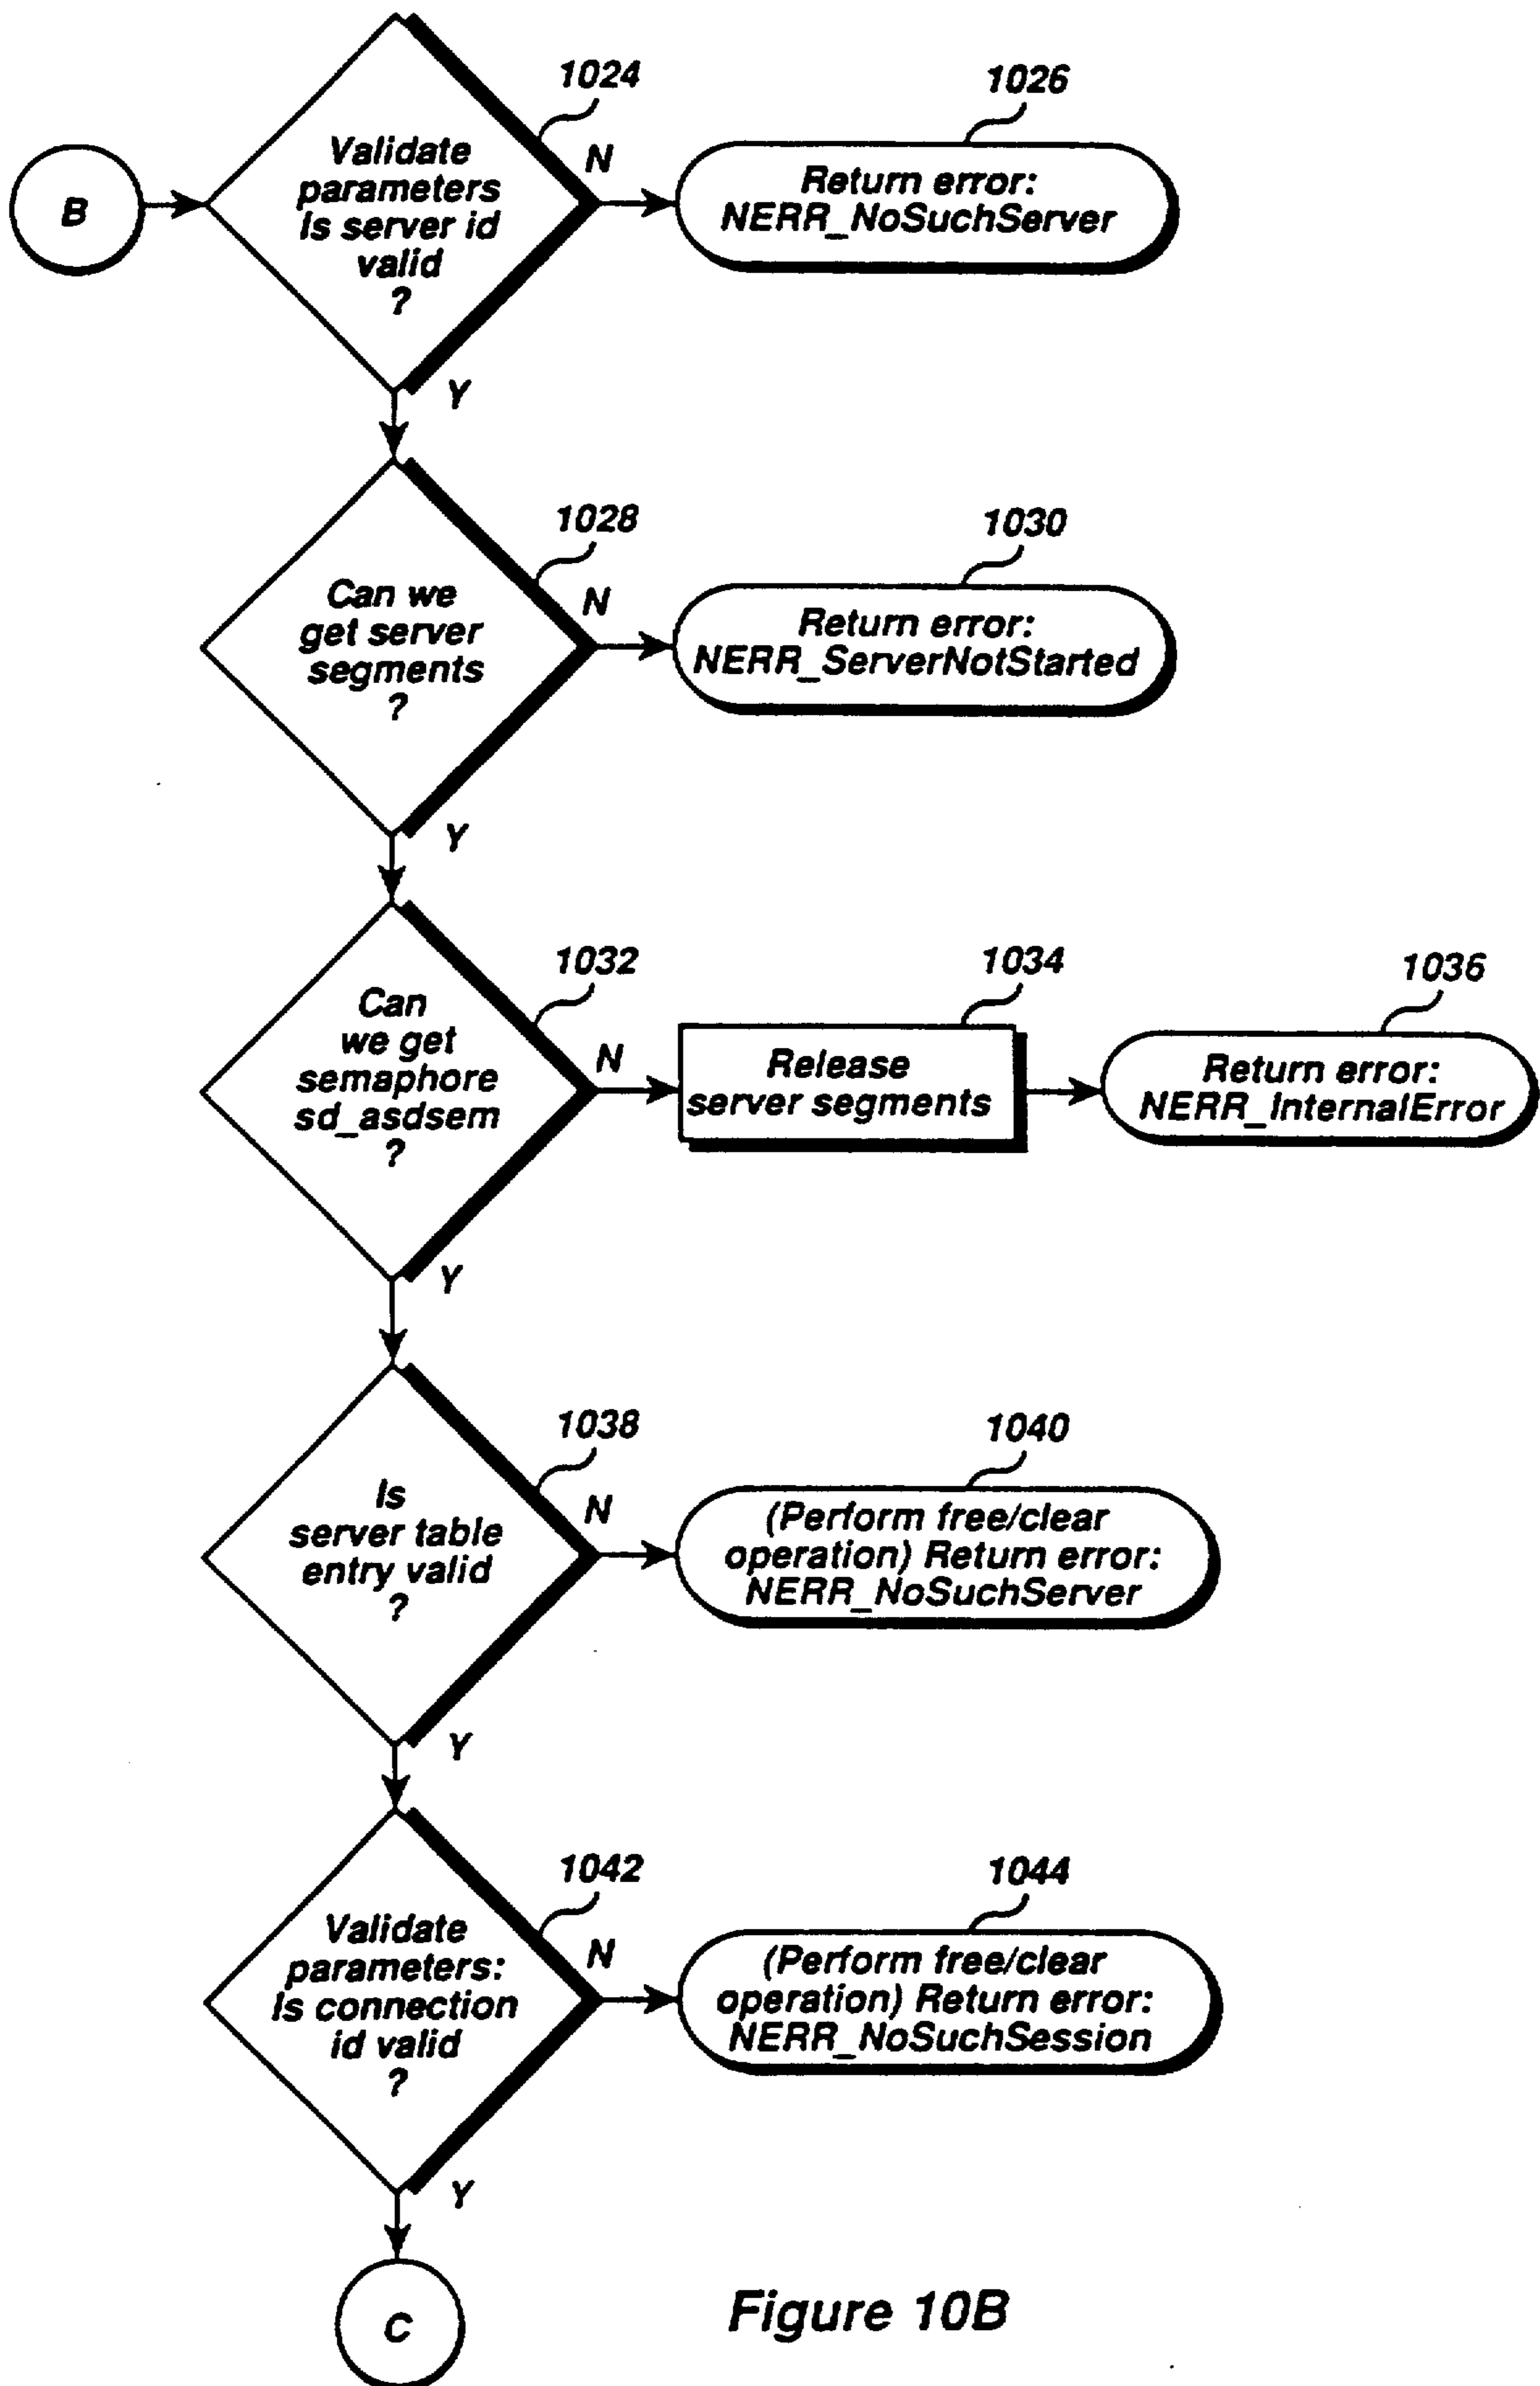 1024
1026
B
Validate
parameters
Is server id
valid
?
N
Return error:
NERR_NoSuchServer
Y
1028
1030
Can we
get server
segments
?
N
Return error:
NERR_ServerNotStarted
Y
1032
1034
1036
Can
we get
semaphore
sd_asdsem
?
N
Release
server segments
Return error:
NERR_InternalError
Y
1038
1040
Is
server table
entry valid
?
N
(Perform free/clear
operation) Return error:
NERR_NoSuchServer
Y
1042
1044
Validate
parameters:
Is connection
id valid
?
N
(Perform free/clear
operation) Return error:
NERR_NoSuchSession
Y
C
Figure 10B